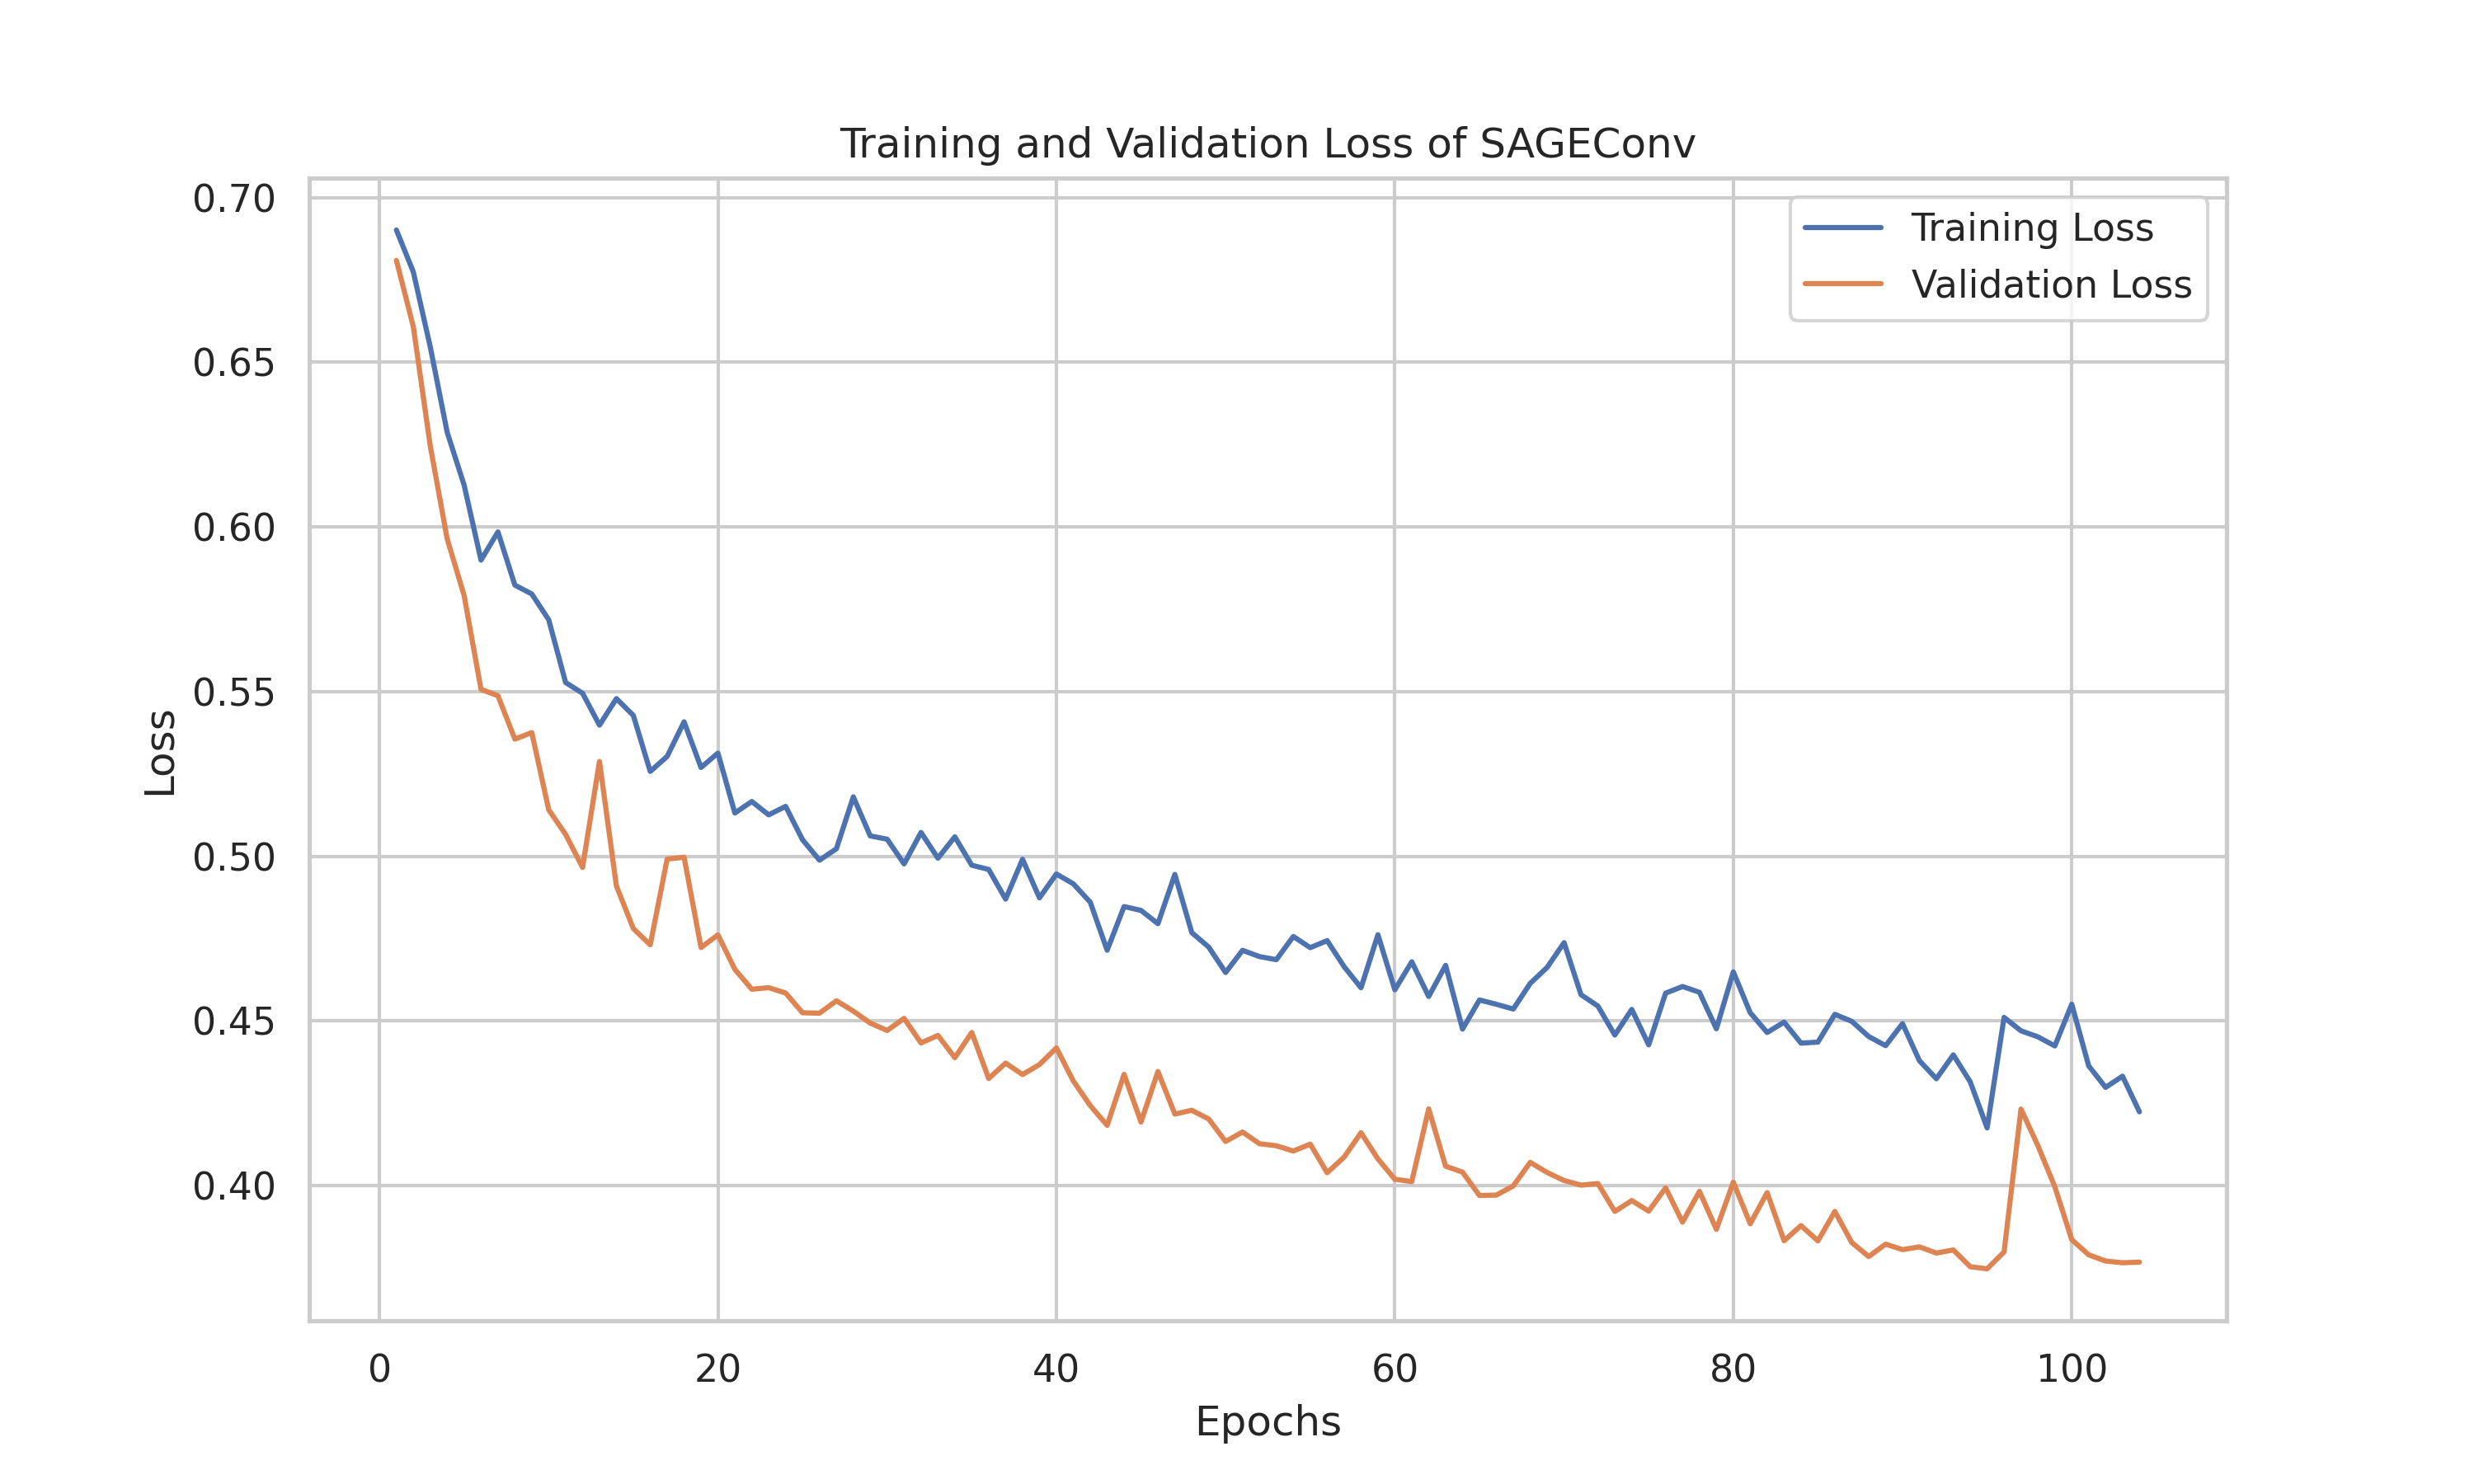 Training and Validation Loss of SAGEConv
Training Loss
Validation Loss
Loss
0.70
0.65
0.60
0.55
0.50
0.45
0.40
0
20
40
60
80
100
Epochs